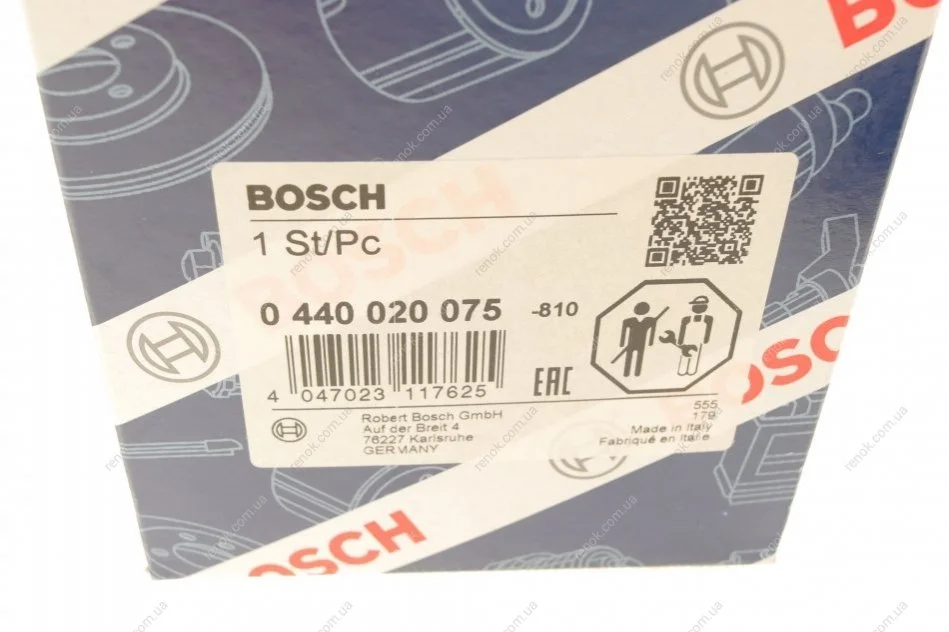 BOSCH
BOSCH
1 St/Pc
0 440 020 075 -810
4 047023 117625
EAC
Robert Bosch GmbH
Auf der Breit 4
76227 Karlsruhe
GERMANY
555
179
Made in Italy
Fabriqué en Italie
BOSCH
BOSCH
BOSCH
renok.com.ua